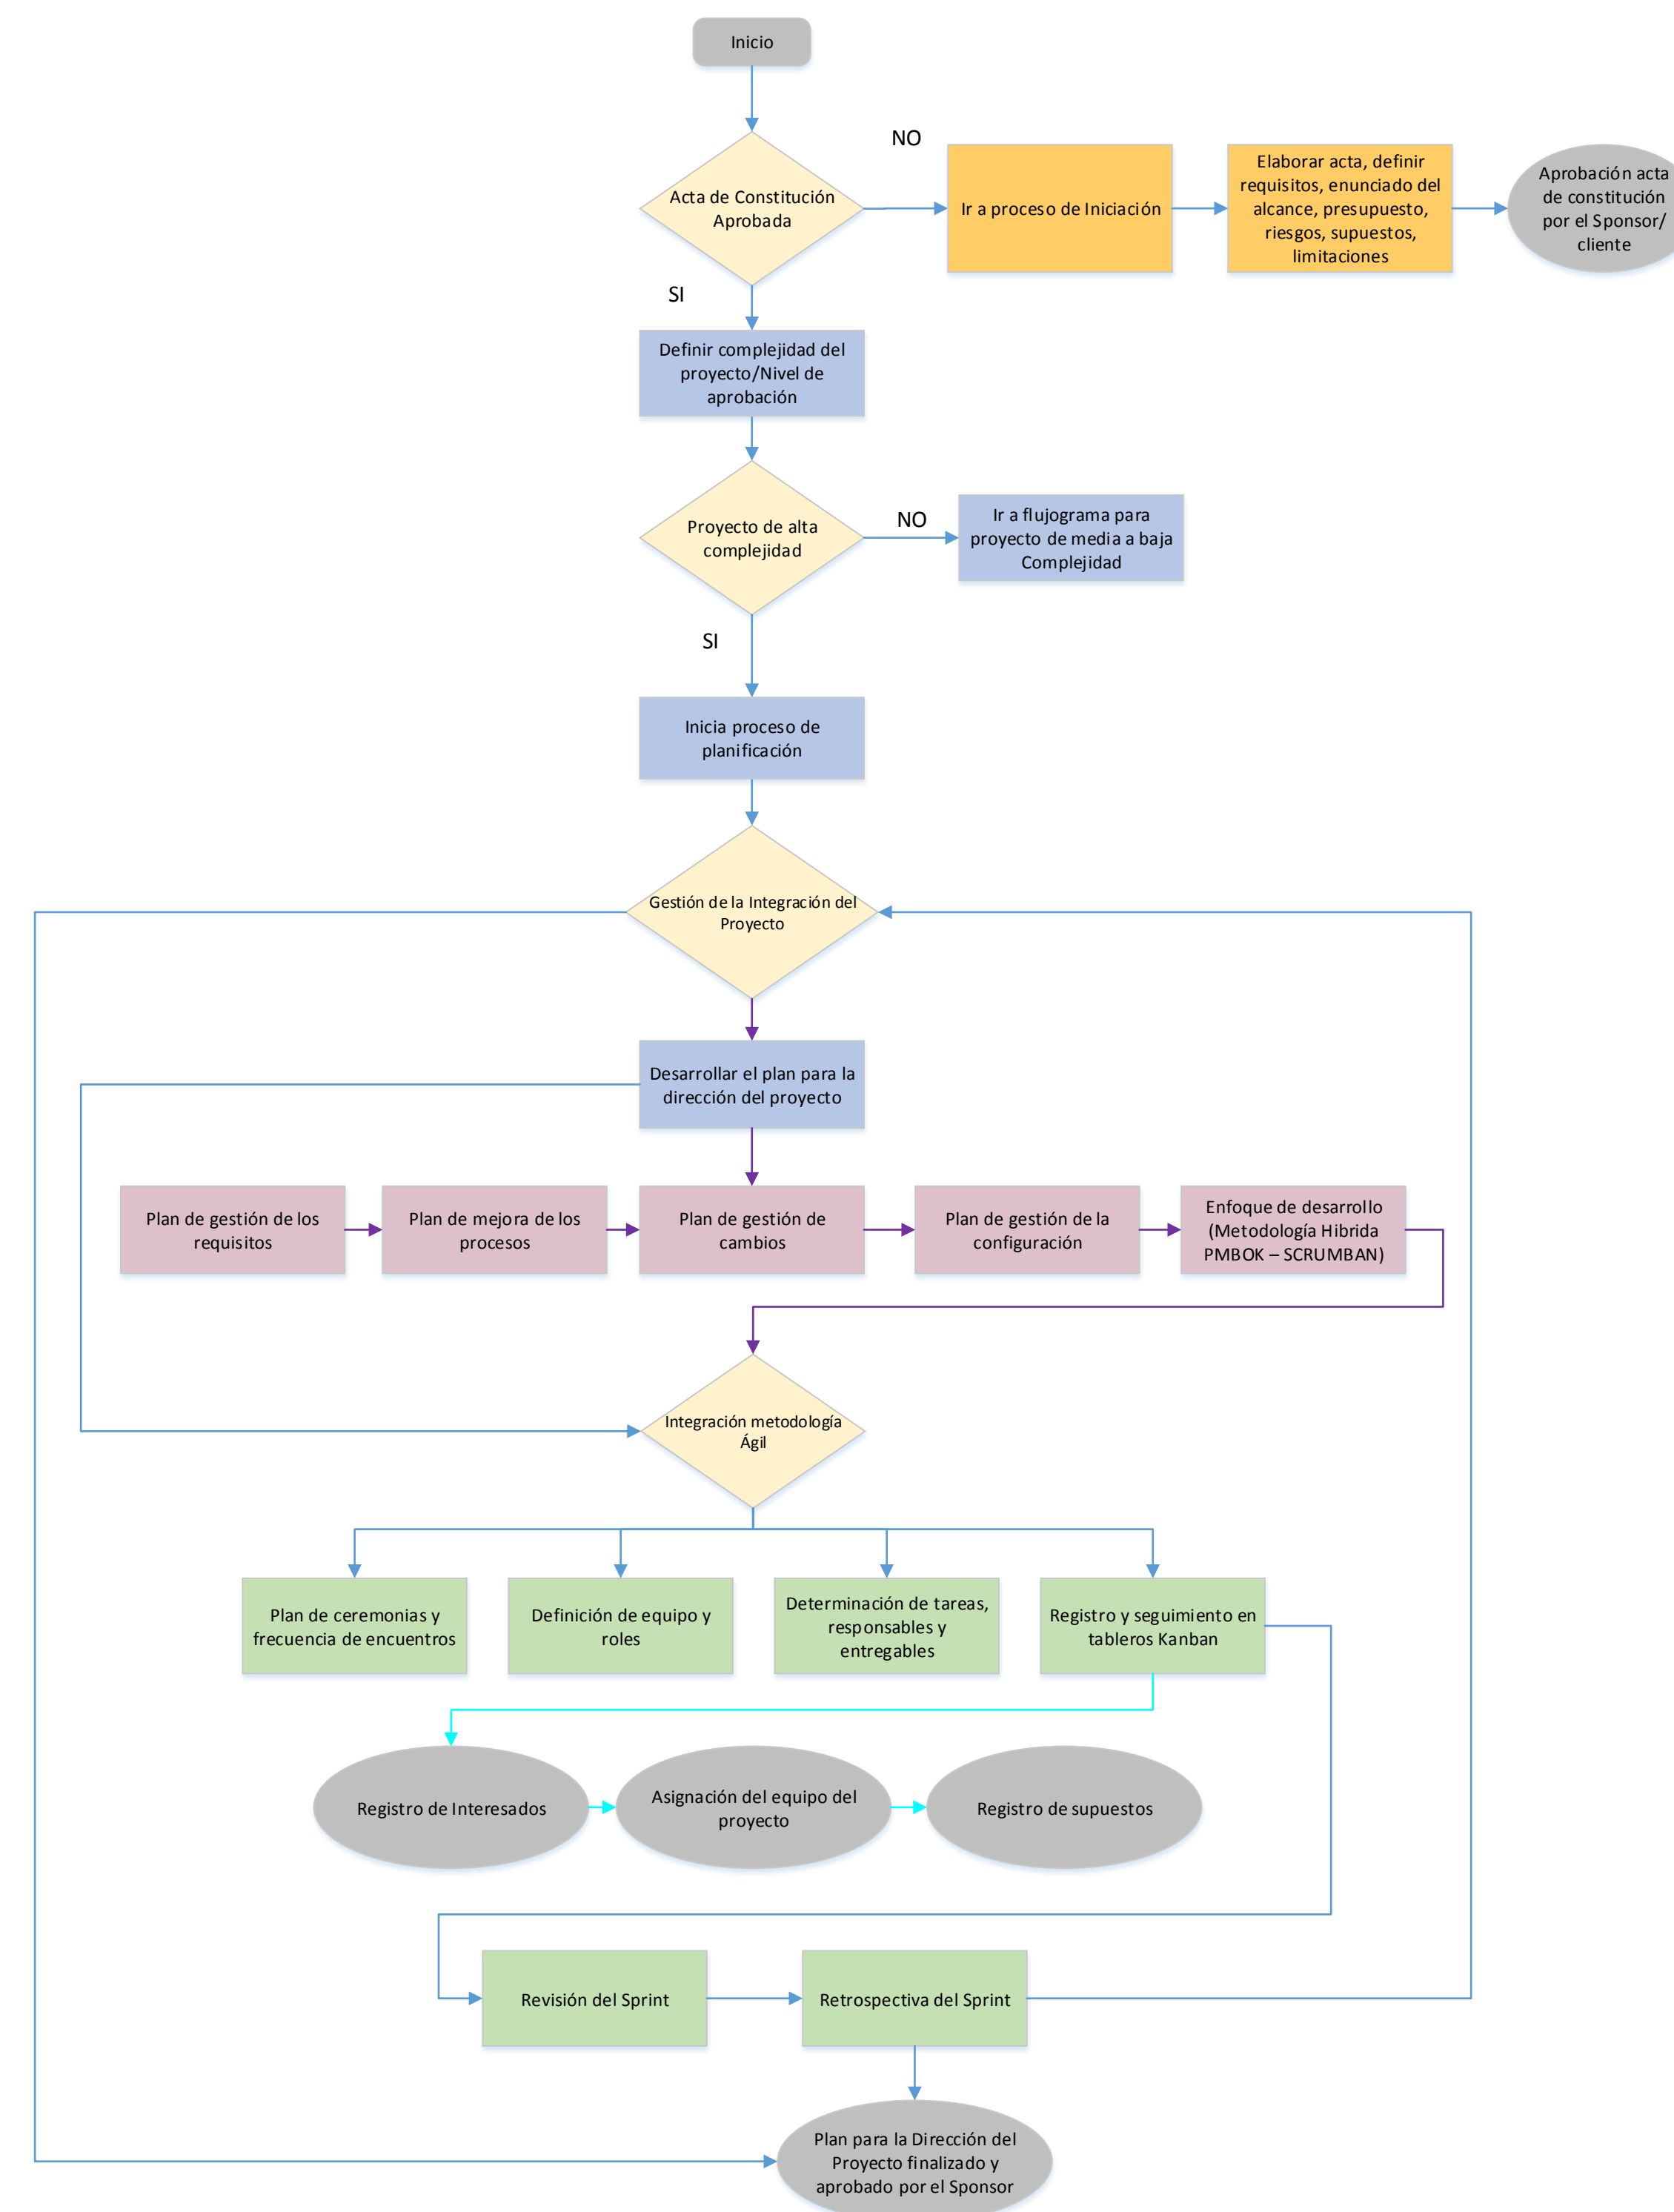 Inicio
NO
Acta de Constitución
Aprobada
Ir a proceso de Iniciación
Elaborar acta, definir
requisitos, enunciado del
alcance, presupuesto,
riesgos, supuestos,
limitaciones
Aprobación acta
de constitución
por el Sponsor/
cliente
SI
Definir complejidad del
proyecto/Nivel de
aprobación
Proyecto de alta
complejidad
NO
Ir a flujograma para
proyecto de media a baja
Complejidad
SI
Inicia proceso de
planificación
Gestión de la Integración del
Proyecto
Desarrollar el plan para la
dirección del proyecto
Plan de gestión de los
requisitos
Plan de mejora de los
procesos
Plan de gestión de
cambios
Plan de gestión de la
configuración
Enfoque de desarrollo
(Metodología Hibrida
PMBOK – SCRUMBAN)
Integración metodología
Ágil
Plan de ceremonias y
frecuencia de encuentros
Definición de equipo y
roles
Determinación de tareas,
responsables y
entregables
Registro y seguimiento en
tableros Kanban
Registro de Interesados
Asignación del equipo del
proyecto
Registro de supuestos
Revisión del Sprint
Retrospectiva del Sprint
Plan para la Dirección del
Proyecto finalizado y
aprobado por el Sponsor